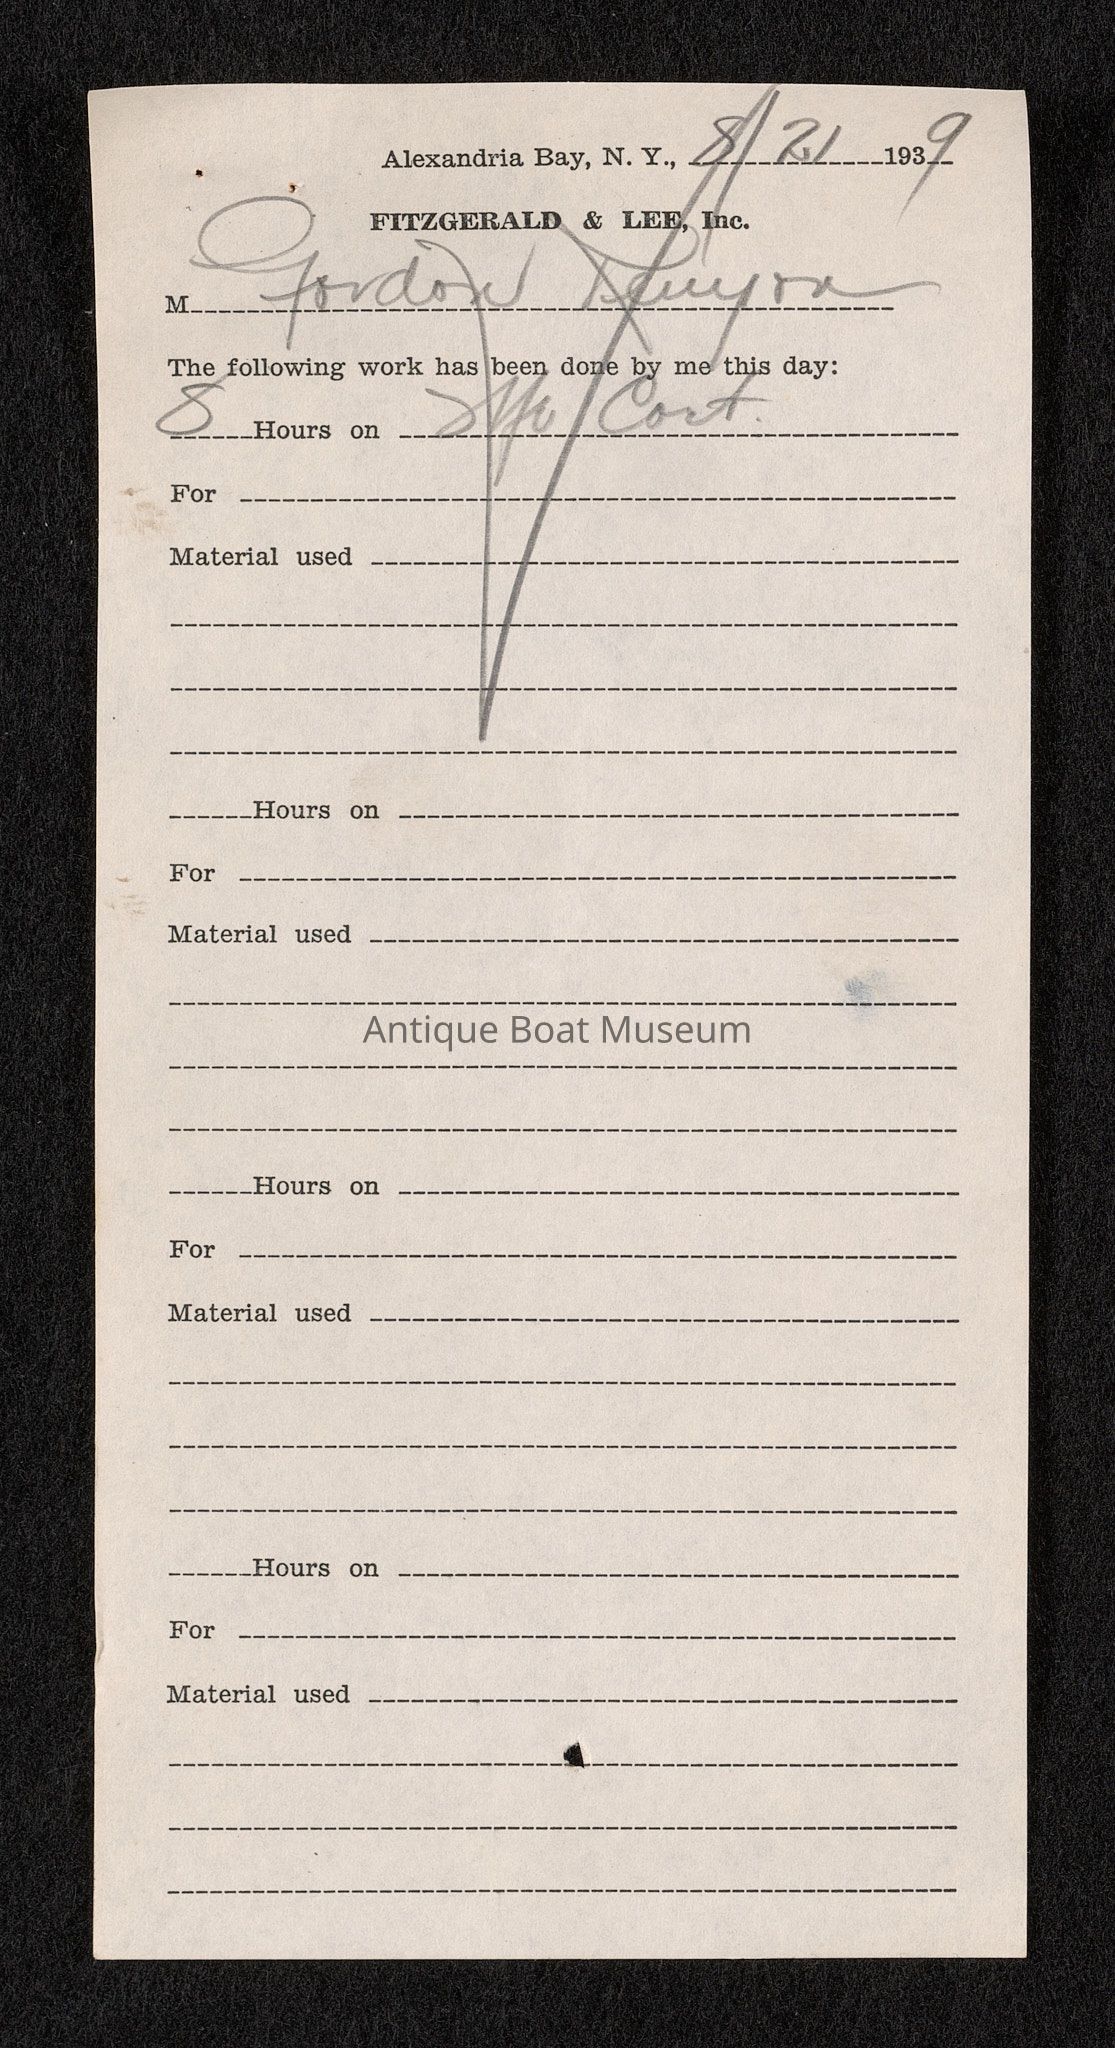 Alexandria Bay, N. Y., 8/21 1939
FITZGERALD & LEE, Inc.
M Gordon Kenyon
The following work has been done by me this day:
8 Hours on Cont.
For
Material used
Hours on
For
Material used
Antique Boat Museum
Hours on
For
Material used
Hours on
For
Material used